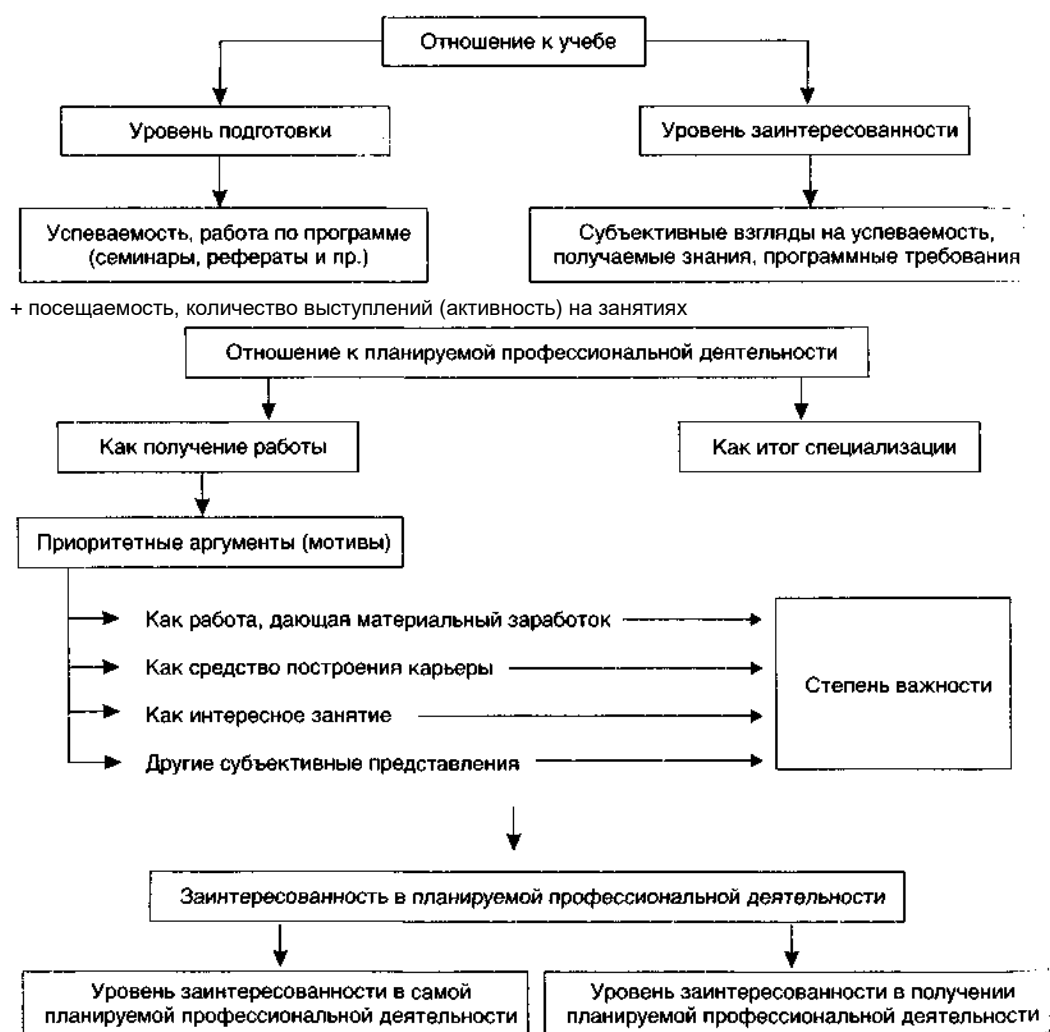 Отношение к учебе
Уровень подготовки
Уровень заинтересованности
Успеваемость, работа по программе
(семинары, рефераты и пр.)
Субъективные взгляды на успеваемость,
получаемые знания, программные требования
+ посещаемость, количество выступлений (активность) на занятиях
Отношение к планируемой профессиональной деятельности
Как получение работы
Как итог специализации
Приоритетные аргументы (мотивы)
Как работа, дающая материальный заработок
Как средство построения карьеры
Как интересное занятие
Другие субъективные представления
Степень важности
Заинтересованность в планируемой профессиональной деятельности
Уровень заинтересованности в самой
планируемой профессиональной деятельности
Уровень заинтересованности в получении
планируемой профессиональной деятельности